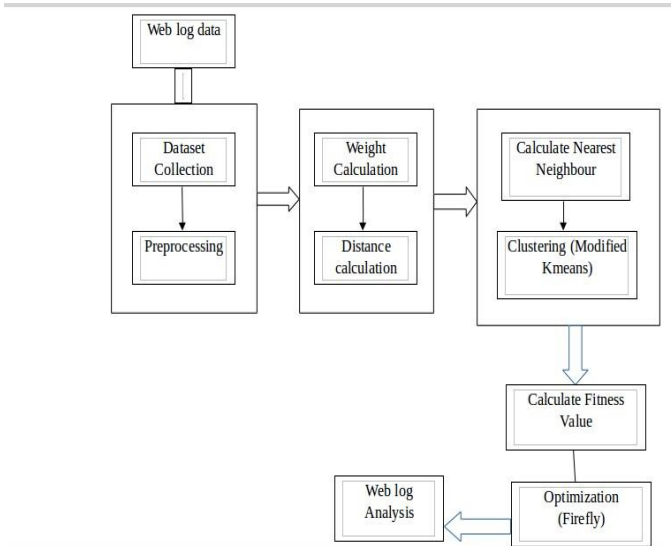 Web log data
Dataset
Collection
Preprocessing
Weight
Calculation
Distance
calculation
Calculate Nearest
Neighbour
Clustering (Modified
Kmeans)
Calculate Fitness
Value
Optimization
(Firefly)
Web log
Analysis